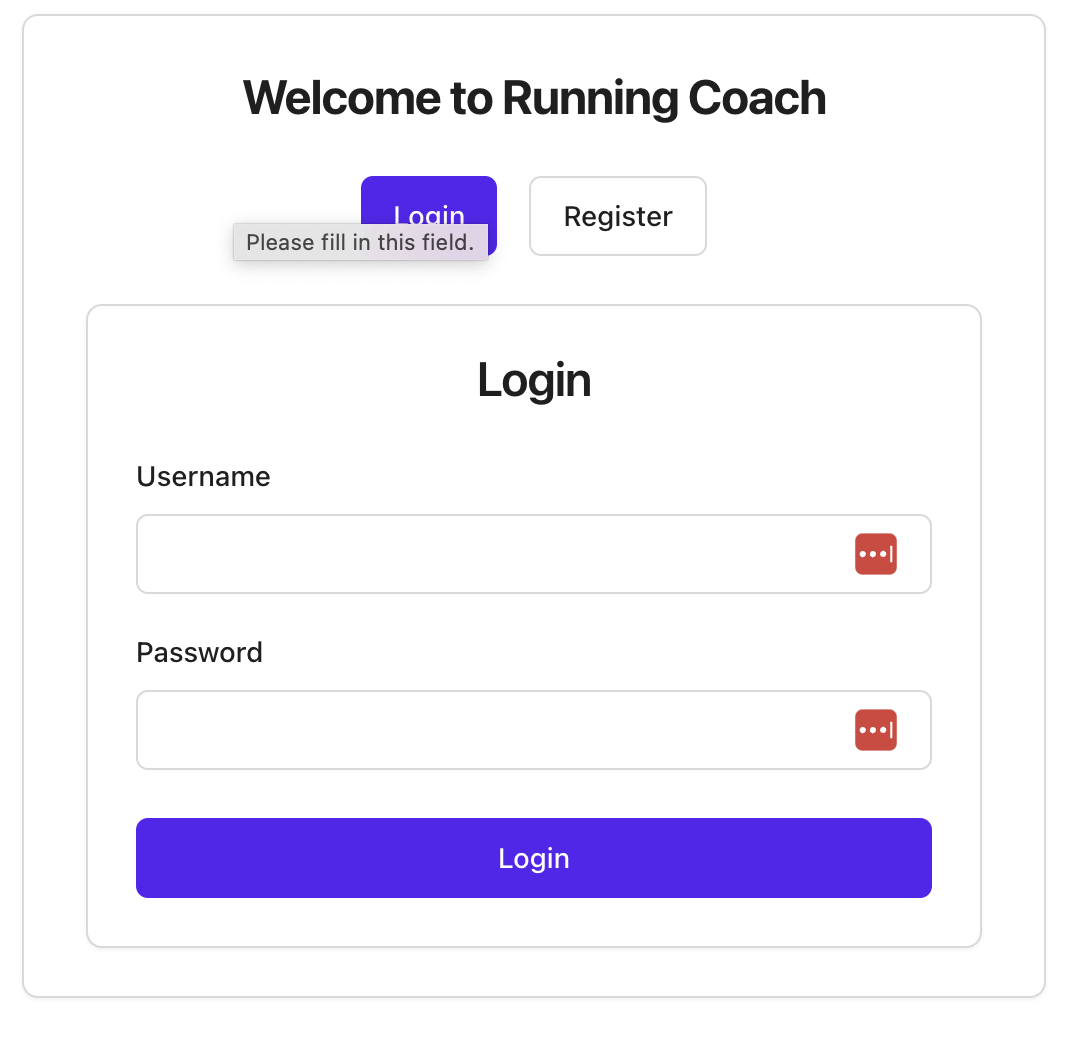 Welcome to Running Coach
Login
Register
Please fill in this field.
Login
Username
Password
Login